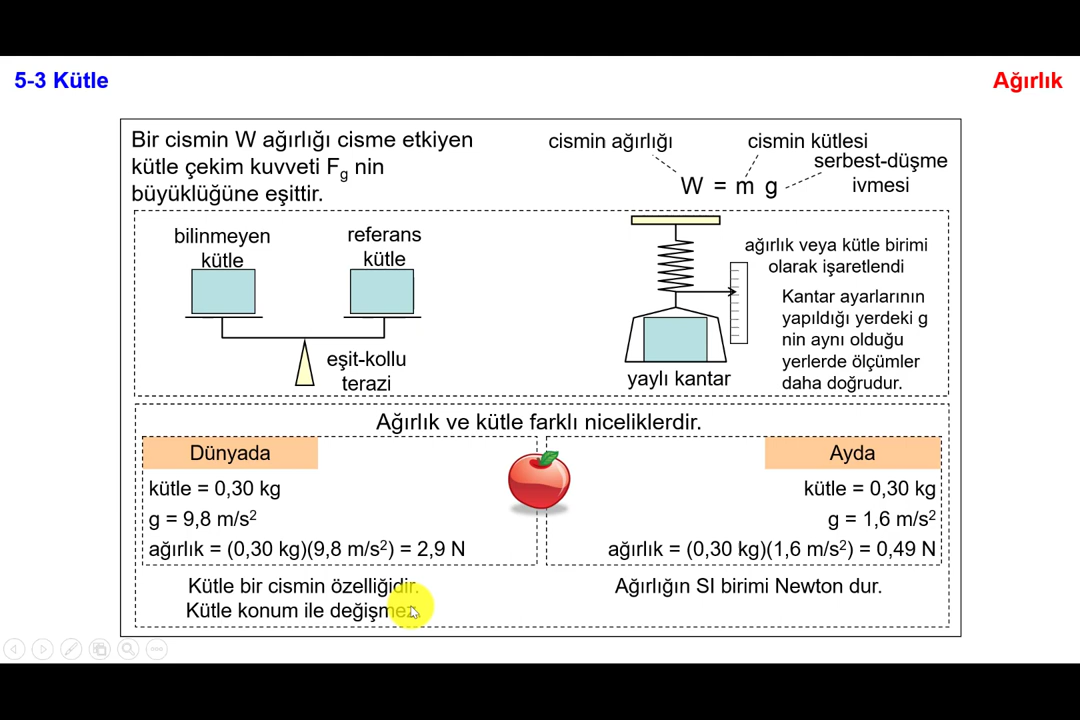 5-3 Kütle
Ağırlık
Bir cismin W ağırlığı cisme etkiyen
kütle çekim kuvveti Fg nin
büyüklüğüne eşittir.
cismin ağırlığı
cismin kütlesi
serbest-düşme
ivmesi
W = m g
bilinmeyen
kütle
referans
kütle
eşit-kollu
terazi
ağırlık veya kütle birimi
olarak işaretlendi
Kantar ayarlarının
yapıldığı yerdeki g
nin aynı olduğu
yerlerde ölçümler
daha doğrudur.
yaylı kantar
Ağırlık ve kütle farklı niceliklerdir.
Dünyada
kütle = 0,30 kg
g = 9,8 m/s²
ağırlık = (0,30 kg)(9,8 m/s²) = 2,9 N
Ayda
kütle = 0,30 kg
g = 1,6 m/s²
ağırlık = (0,30 kg)(1,6 m/s²) = 0,49 N
Kütle bir cismin özelliğidir.
Kütle konum ile değişmez.
Ağırlığın SI birimi Newton dur.